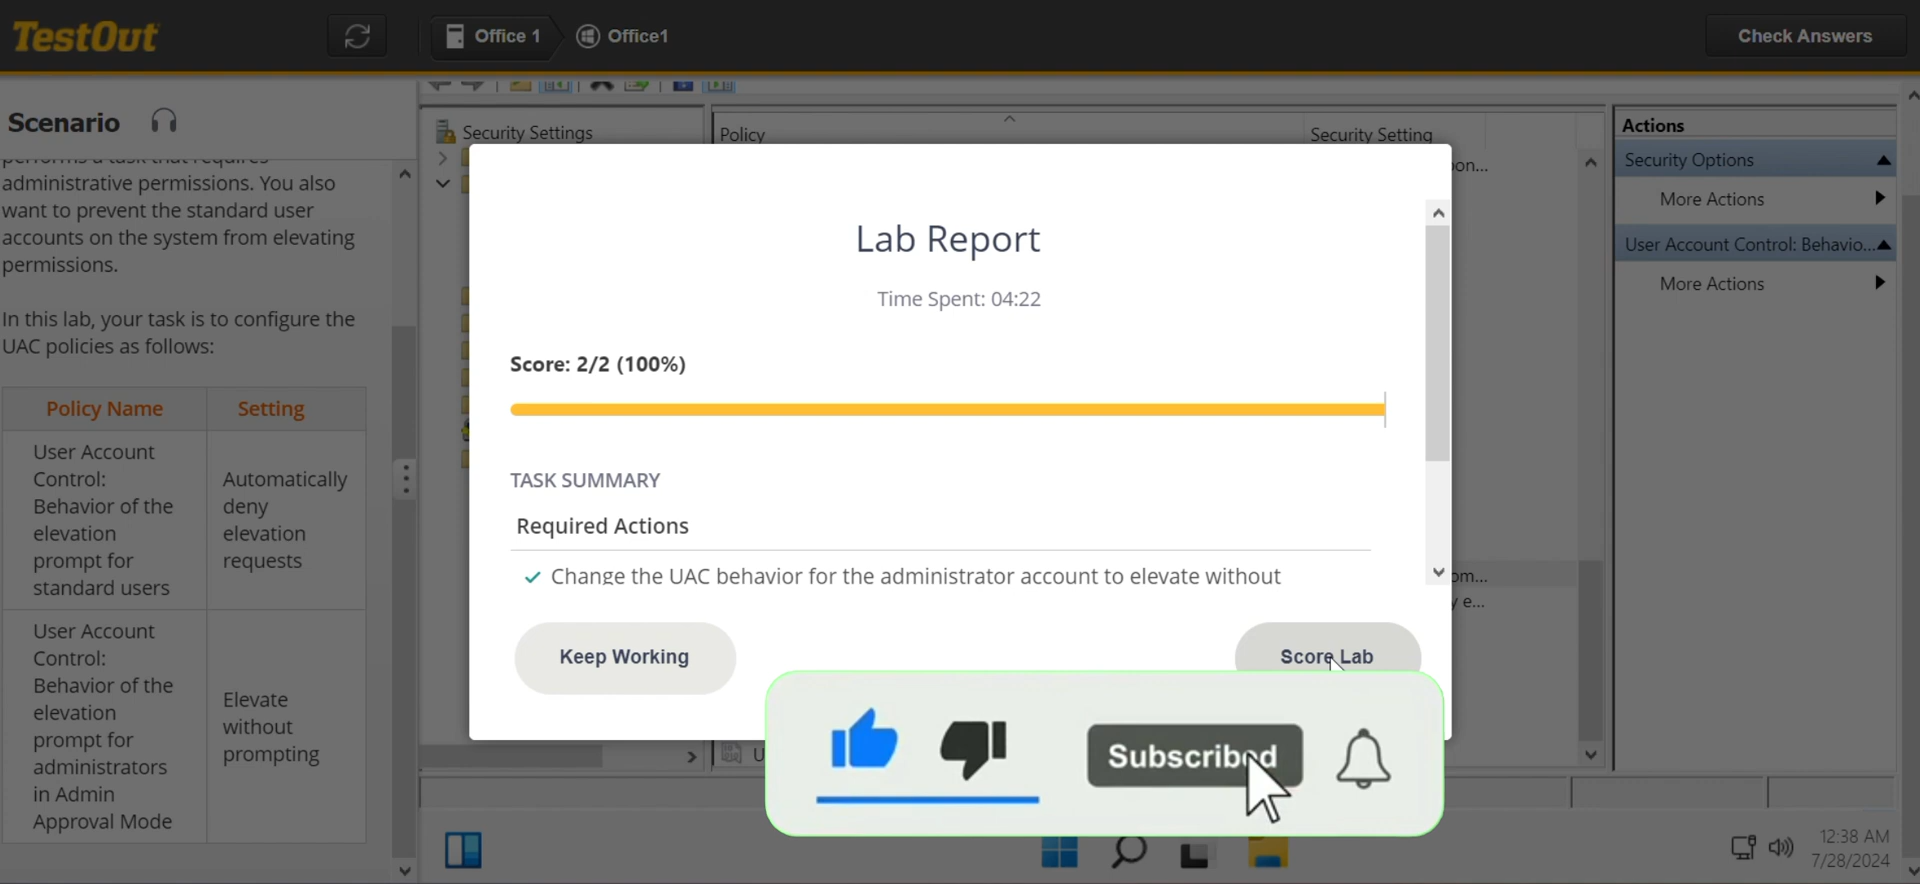 TestOut
Office 1
Office1
Check Answers
Scenario
administrative permissions. You also
want to prevent the standard user
accounts on the system from elevating
permissions.
In this lab, your task is to configure the
UAC policies as follows:
Policy Name
Setting
User Account
Control:
Behavior of the
elevation
prompt for
standard users
Automatically
deny
elevation
requests
User Account
Control:
Behavior of the
elevation
prompt for
administrators
in Admin
Approval Mode
Elevate
without
prompting
Security Settings
Policy
Security Setting
Lab Report
Time Spent: 04:22
Score: 2/2 (100%)
TASK SUMMARY
Required Actions
Change the UAC behavior for the administrator account to elevate without
Keep Working
Score Lab
Subscribed
Actions
Security Options
More Actions
User Account Control: Behavio...
More Actions
12:38 AM
7/28/2024